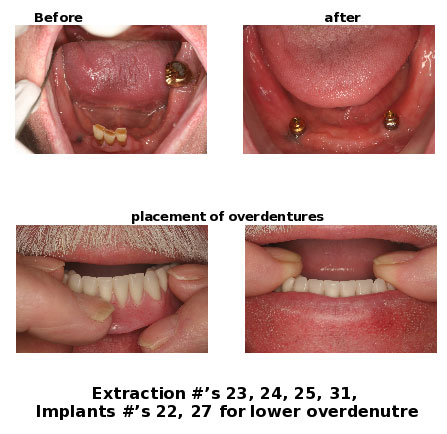 Before
after
placement of overdentures
Extraction #'s 23, 24, 25, 31,
Implants #'s 22, 27 for lower overdenutre